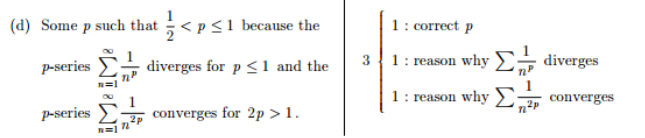 (d) Some p such that 1/2 < p ≤ 1 because the
p-series ∑_{n=1}^{∞} 1/n^p diverges for p ≤ 1 and the
p-series ∑_{n=1}^{∞} 1/n^{2p} converges for 2p > 1.
3 { 1 : correct p
1 : reason why ∑ 1/n^p diverges
1 : reason why ∑ 1/n^{2p} converges